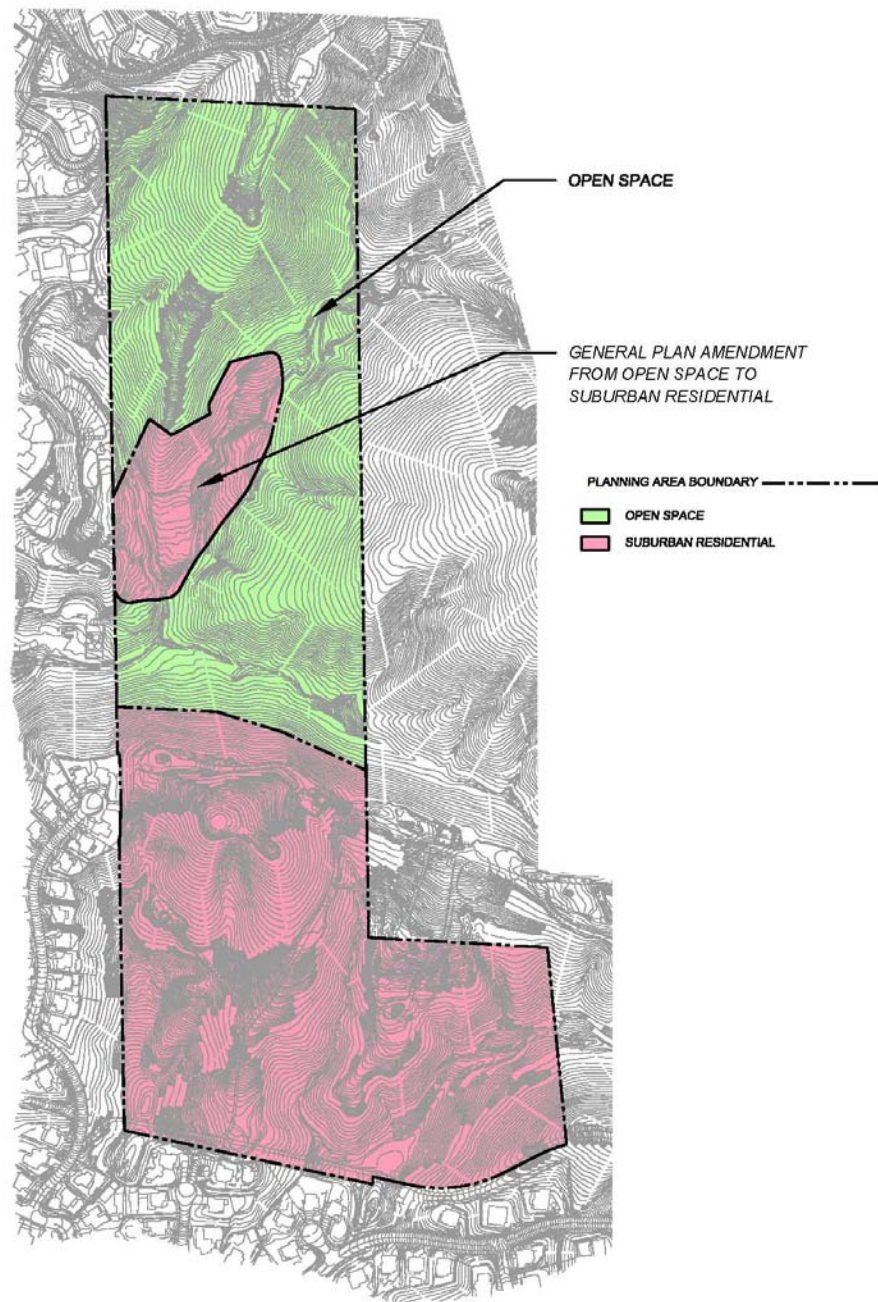 OPEN SPACE
GENERAL PLAN AMENDMENT
FROM OPEN SPACE TO
SUBURBAN RESIDENTIAL
PLANNING AREA BOUNDARY
OPEN SPACE
SUBURBAN RESIDENTIAL